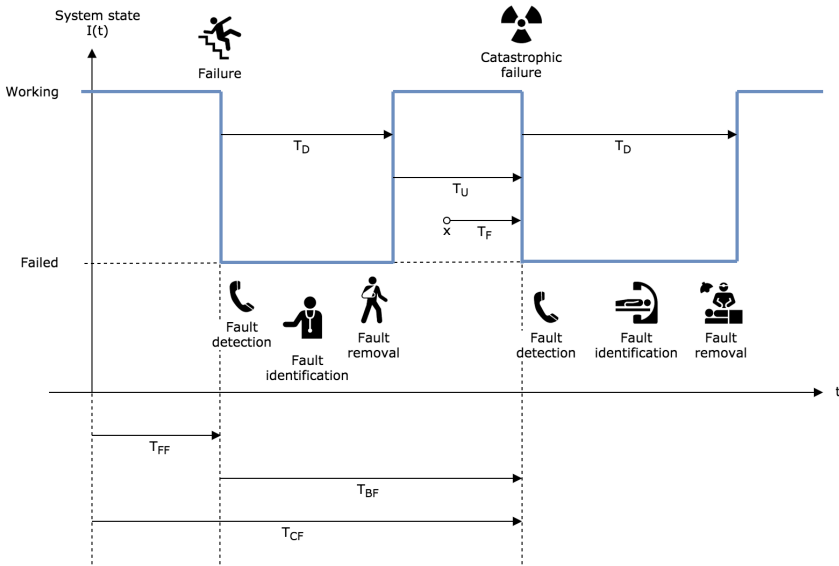 System state
I(t)
Failure
Catastrophic
failure
Working
T_D
T_D
T_U
x
T_F
Failed
Fault
detection
Fault
identification
Fault
removal
Fault
detection
Fault
identification
Fault
removal
t
T_FF
T_BF
T_CF